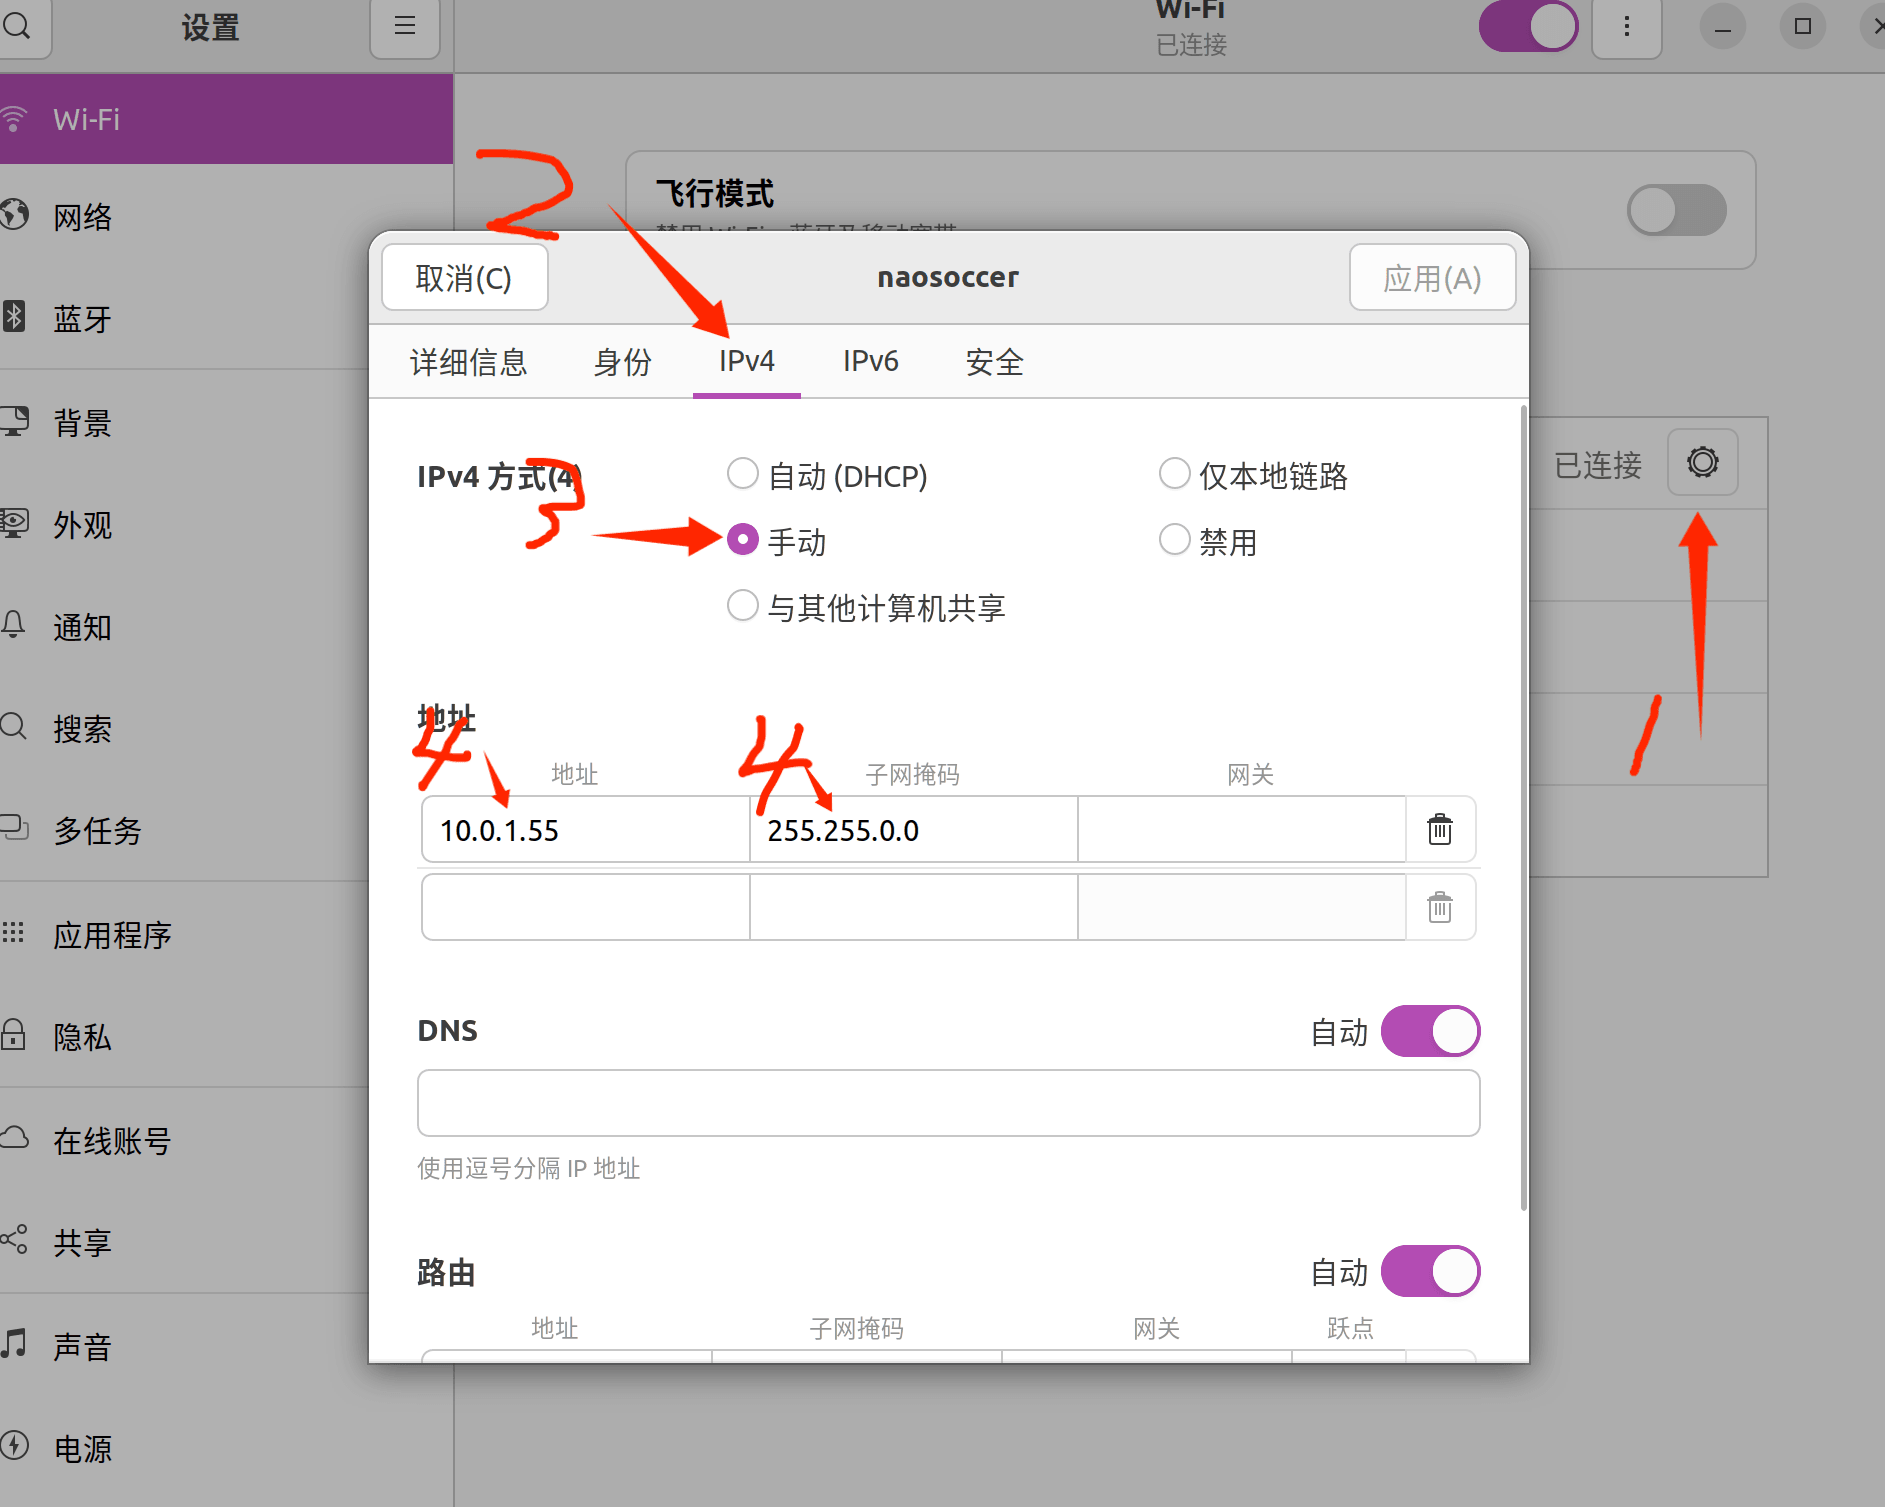 设置
Wi-Fi
已连接
Wi-Fi
网络
蓝牙
背景
外观
通知
搜索
多任务
应用程序
隐私
在线账号
共享
声音
电源
飞行模式
禁用 Wi-Fi、蓝牙及移动宽带
已连接
取消(C)
naosoccer
应用(A)
详细信息 身份 IPv4 IPv6 安全
IPv4 方式(4)
自动 (DHCP) 仅本地链路
手动 禁用
与其他计算机共享
地址
地址 子网掩码 网关
10.0.1.55 255.255.0.0
DNS 自动
使用逗号分隔 IP 地址
路由 自动
地址 子网掩码 网关 跃点
1
2
3
4 4